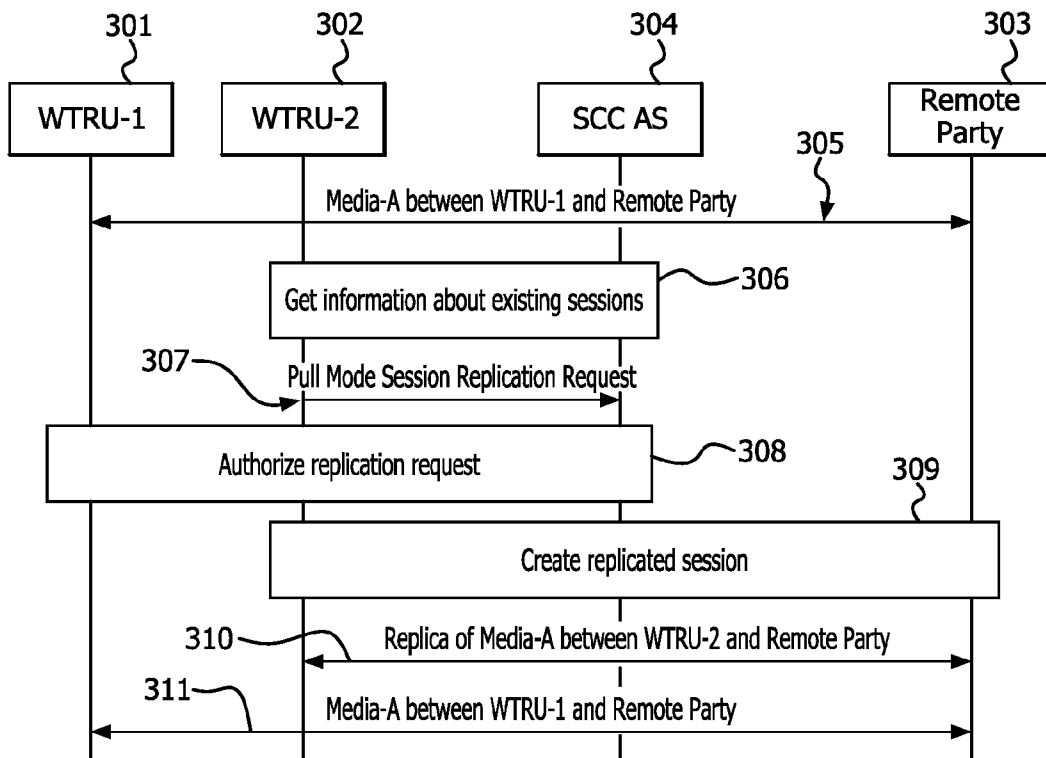 301
302
304
303
WTRU-1
WTRU-2
SCC AS
Remote
Party
305
Media-A between WTRU-1 and Remote Party
306
Get information about existing sessions
307
Pull Mode Session Replication Request
308
Authorize replication request
309
Create replicated session
310
Replica of Media-A between WTRU-2 and Remote Party
311
Media-A between WTRU-1 and Remote Party